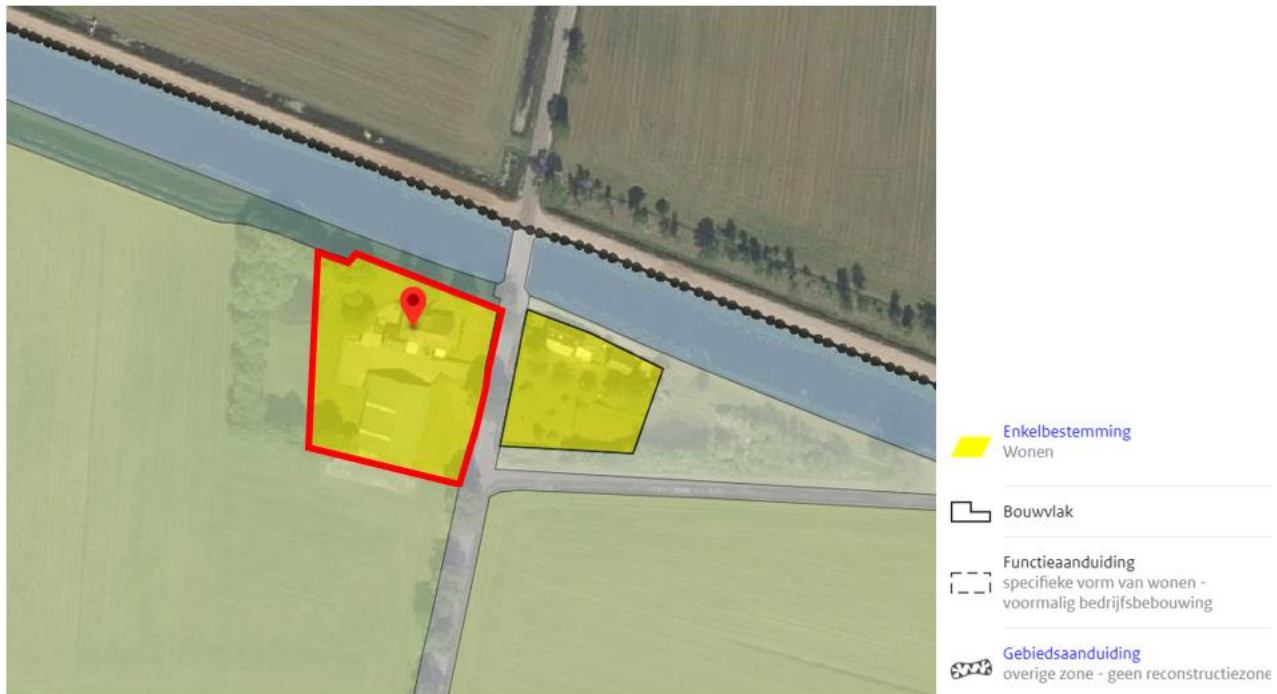 Enkelbestemming
Wonen
Bouwvlak
Functieaanduiding
specifieke vorm van wonen -
voormalig bedrijfsbebouwing
Gebiedsaanduiding
overige zone - geen reconstructiezone